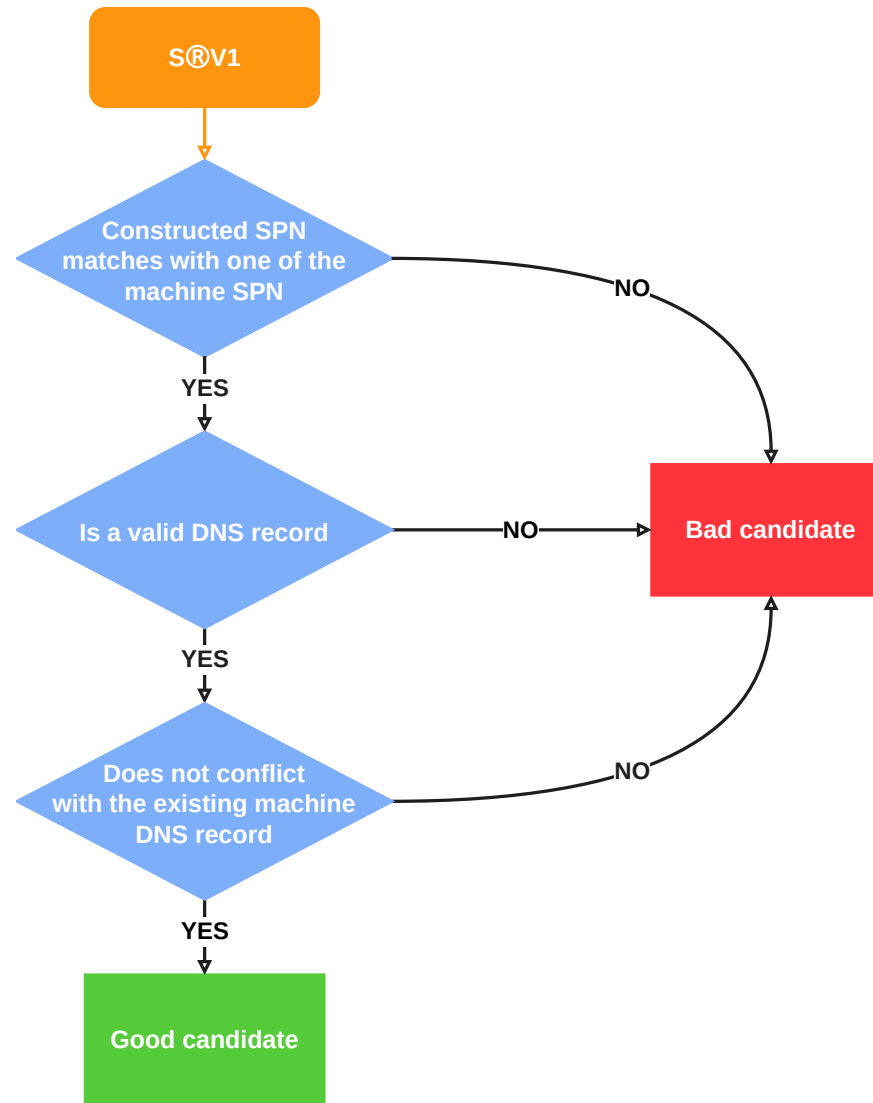 SⓇV1
Constructed SPN
matches with one of the
machine SPN
NO
YES
Is a valid DNS record
NO
Bad candidate
YES
Does not conflict
with the existing machine
DNS record
NO
YES
Good candidate